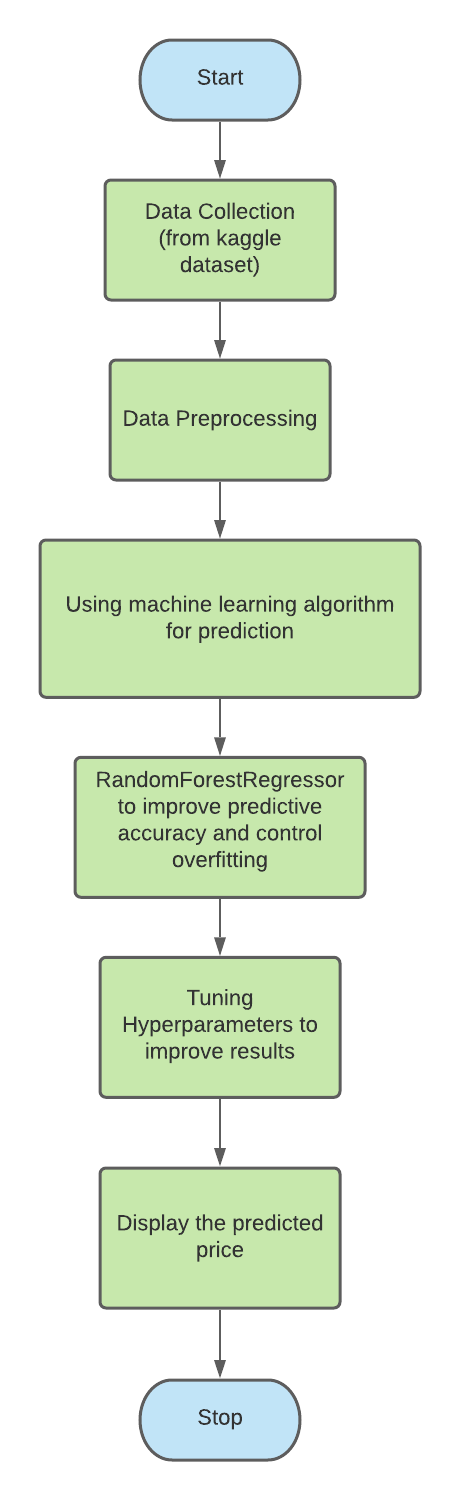 Start
Data Collection
(from kaggle
dataset)
Data Preprocessing
Using machine learning algorithm
for prediction
RandomForestRegressor
to improve predictive
accuracy and control
overfitting
Tuning
Hyperparameters to
improve results
Display the predicted
price
Stop